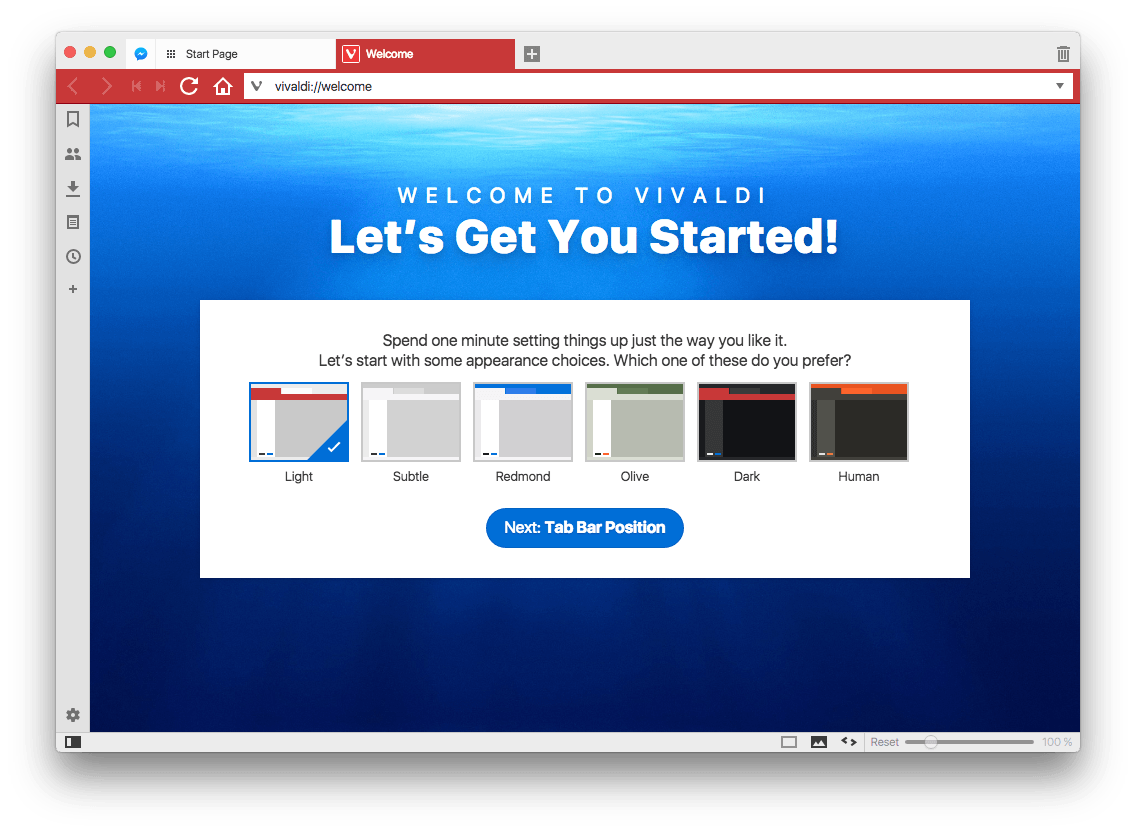 Start Page
Welcome
vivaldi://welcome
WELCOME TO VIVALDI
Let’s Get You Started!
Spend one minute setting things up just the way you like it.
Let’s start with some appearance choices. Which one of these do you prefer?
Light Subtle Redmond Olive Dark Human
Next: Tab Bar Position
Reset 100 %